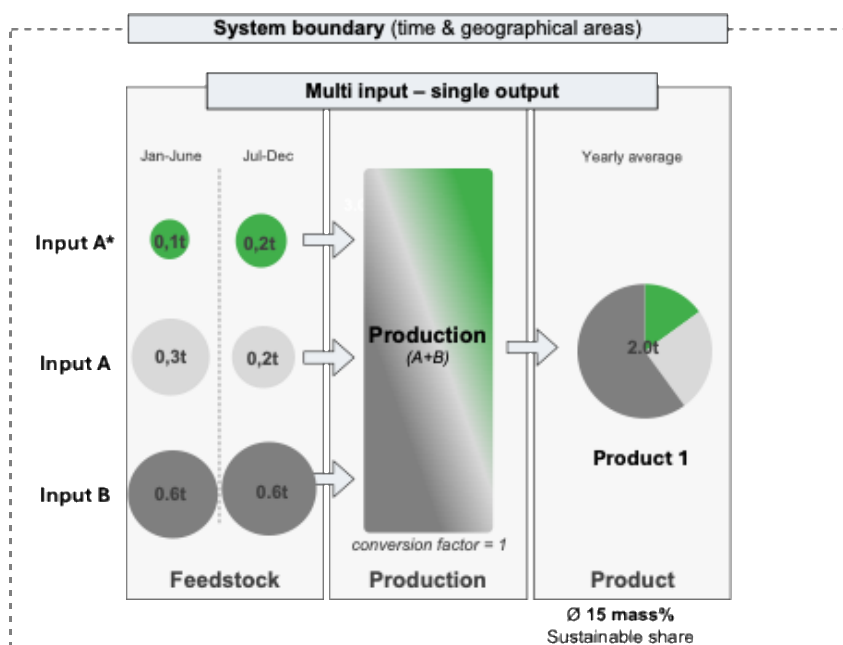 System boundary (time & geographical areas)
Multi input – single output
Jan-June
Jul-Dec
Yearly average
Input A*
0,1t
0,2t
Input A
0,3t
0,2t
Production
(A+B)
2.0t
Product 1
Input B
0.6t
0.6t
conversion factor = 1
Feedstock
Production
Product
Ø 15 mass%
Sustainable share